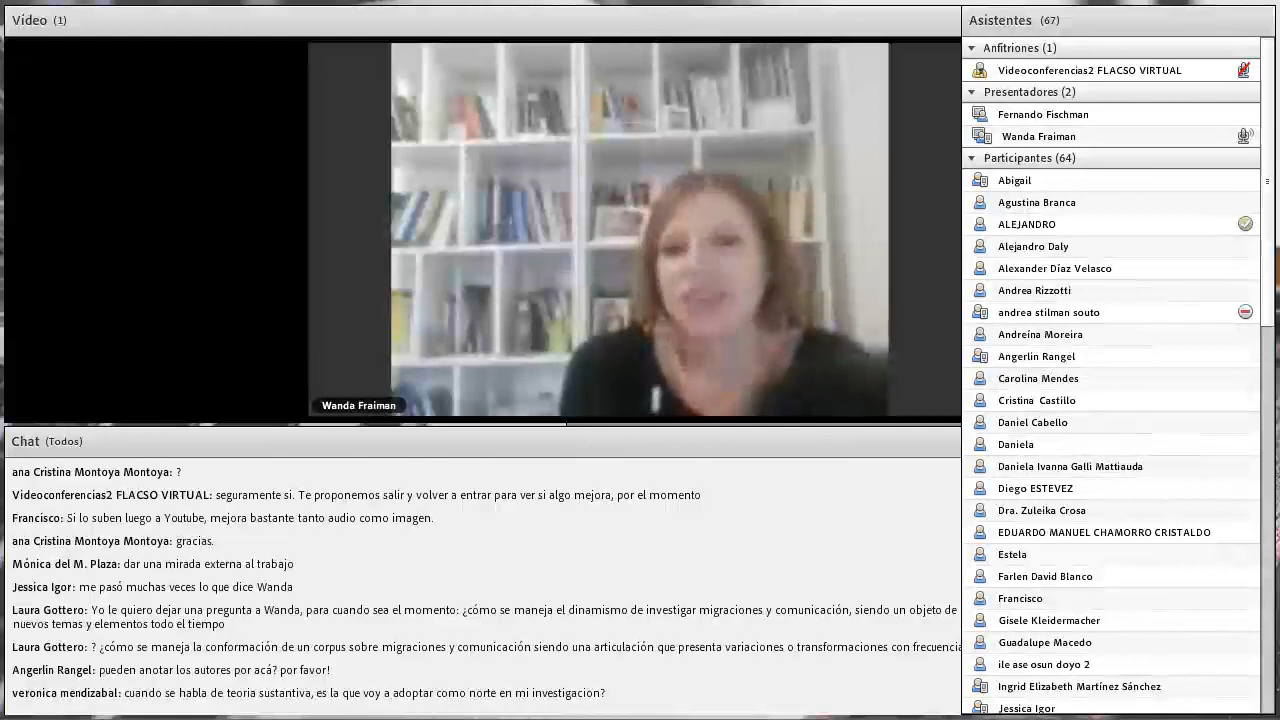 Vídeo (1)
Wanda Fraiman
Chat (Todos)
ana Cristina Montoya Montoya: ?
Videoconferencias2 FLACSO VIRTUAL: seguramente si. Te proponemos salir y volver a entrar para ver si algo mejora, por el momento
Francisco: Si lo suben luego a Youtube, mejora bastante tanto audio como imagen.
ana Cristina Montoya Montoya: gracias.
Mónica del M. Plaza: dar una mirada externa al trabajo
Jessica Igor: me pasó muchas veces lo que dice Wanda
Laura Gottero: Yo le quiero dejar una pregunta a Wanda, para cuando sea el momento: ¿cómo se maneja el dinamismo de investigar migraciones y comunicación, siendo un objeto de
nuevos temas y elementos todo el tiempo
Laura Gottero: ? ¿cómo se maneja la conformación de un corpus sobre migraciones y comunicación siendo una articulación que presenta variaciones o transformaciones con frecuencia
Angerlin Rangel: pueden anotar los autores por acá? por favor!
veronica mendizabal: cuando se habla de teoria sustantiva, es la que voy a adoptar como norte en mi investigacion?
Asistentes (67)
Anfitriones (1)
Videoconferencias2 FLACSO VIRTUAL
Presentadores (2)
Fernando Fischman
Wanda Fraiman
Participantes (64)
Abigail
Agustina Branca
ALEJANDRO
Alejandro Daly
Alexander Díaz Velasco
Andrea Rizzotti
andrea stilman souto
Andreína Moreira
Angerlin Rangel
Carolina Mendes
Cristina Castillo
Daniel Cabello
Daniela
Daniela Ivanna Galli Mattiauda
Diego ESTEVEZ
Dra. Zuleika Crosa
EDUARDO MANUEL CHAMORRO CRISTALDO
Estela
Farlen David Blanco
Francisco
Gisele Kleidermacher
Guadalupe Macedo
ile ase osun doyo 2
Ingrid Elizabeth Martínez Sánchez
Jessica Igor